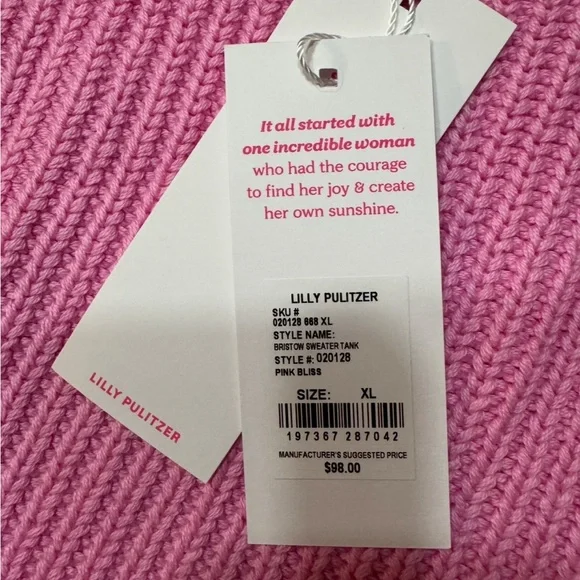 It all started with
one incredible woman
who had the courage
to find her joy & create
her own sunshine.
LILLY PULITZER
SKU #
020128 668 XL
STYLE NAME:
BRISTOW SWEATER TANK
STYLE #: 020128
PINK BLISS
SIZE: XL
197367 287042
MANUFACTURER'S SUGGESTED PRICE
$98.00
LILLY PULITZER